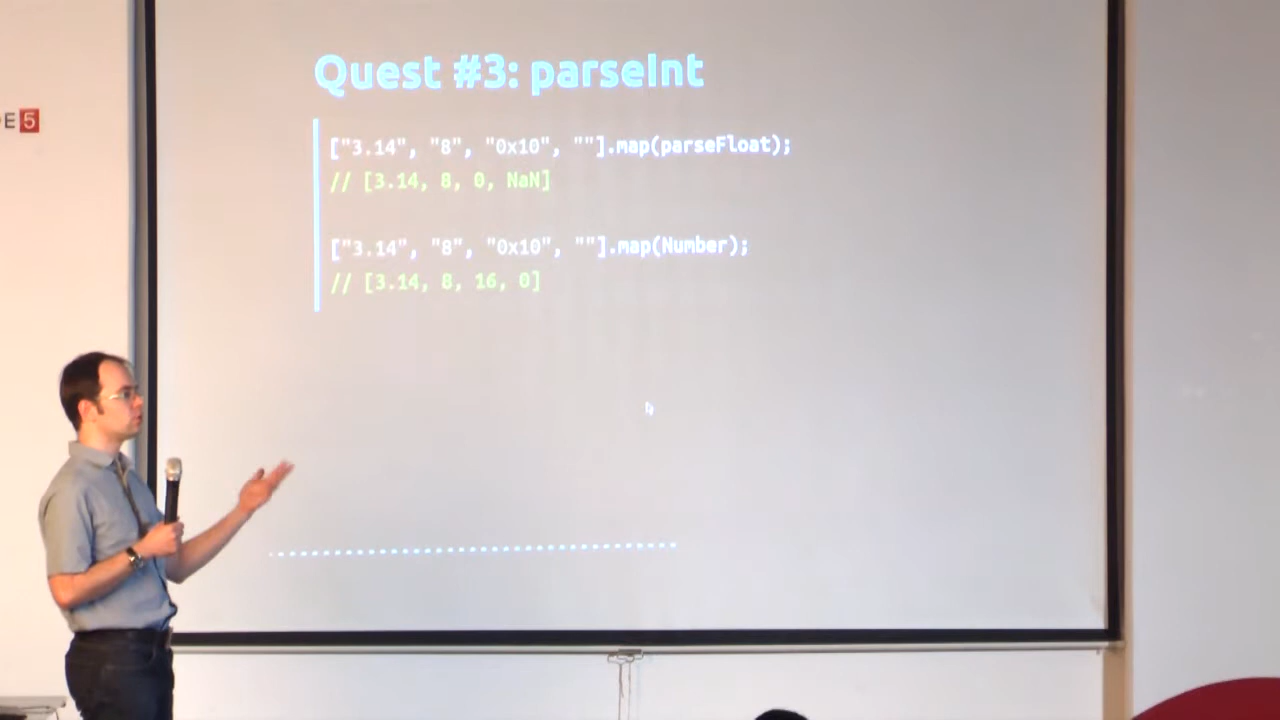 E5
Quest #3: parseInt
["3.14", "8", "0x10", ""].map(parseFloat);
// [3.14, 8, 0, NaN]
["3.14", "8", "0x10", ""].map(Number);
// [3.14, 8, 16, 0]